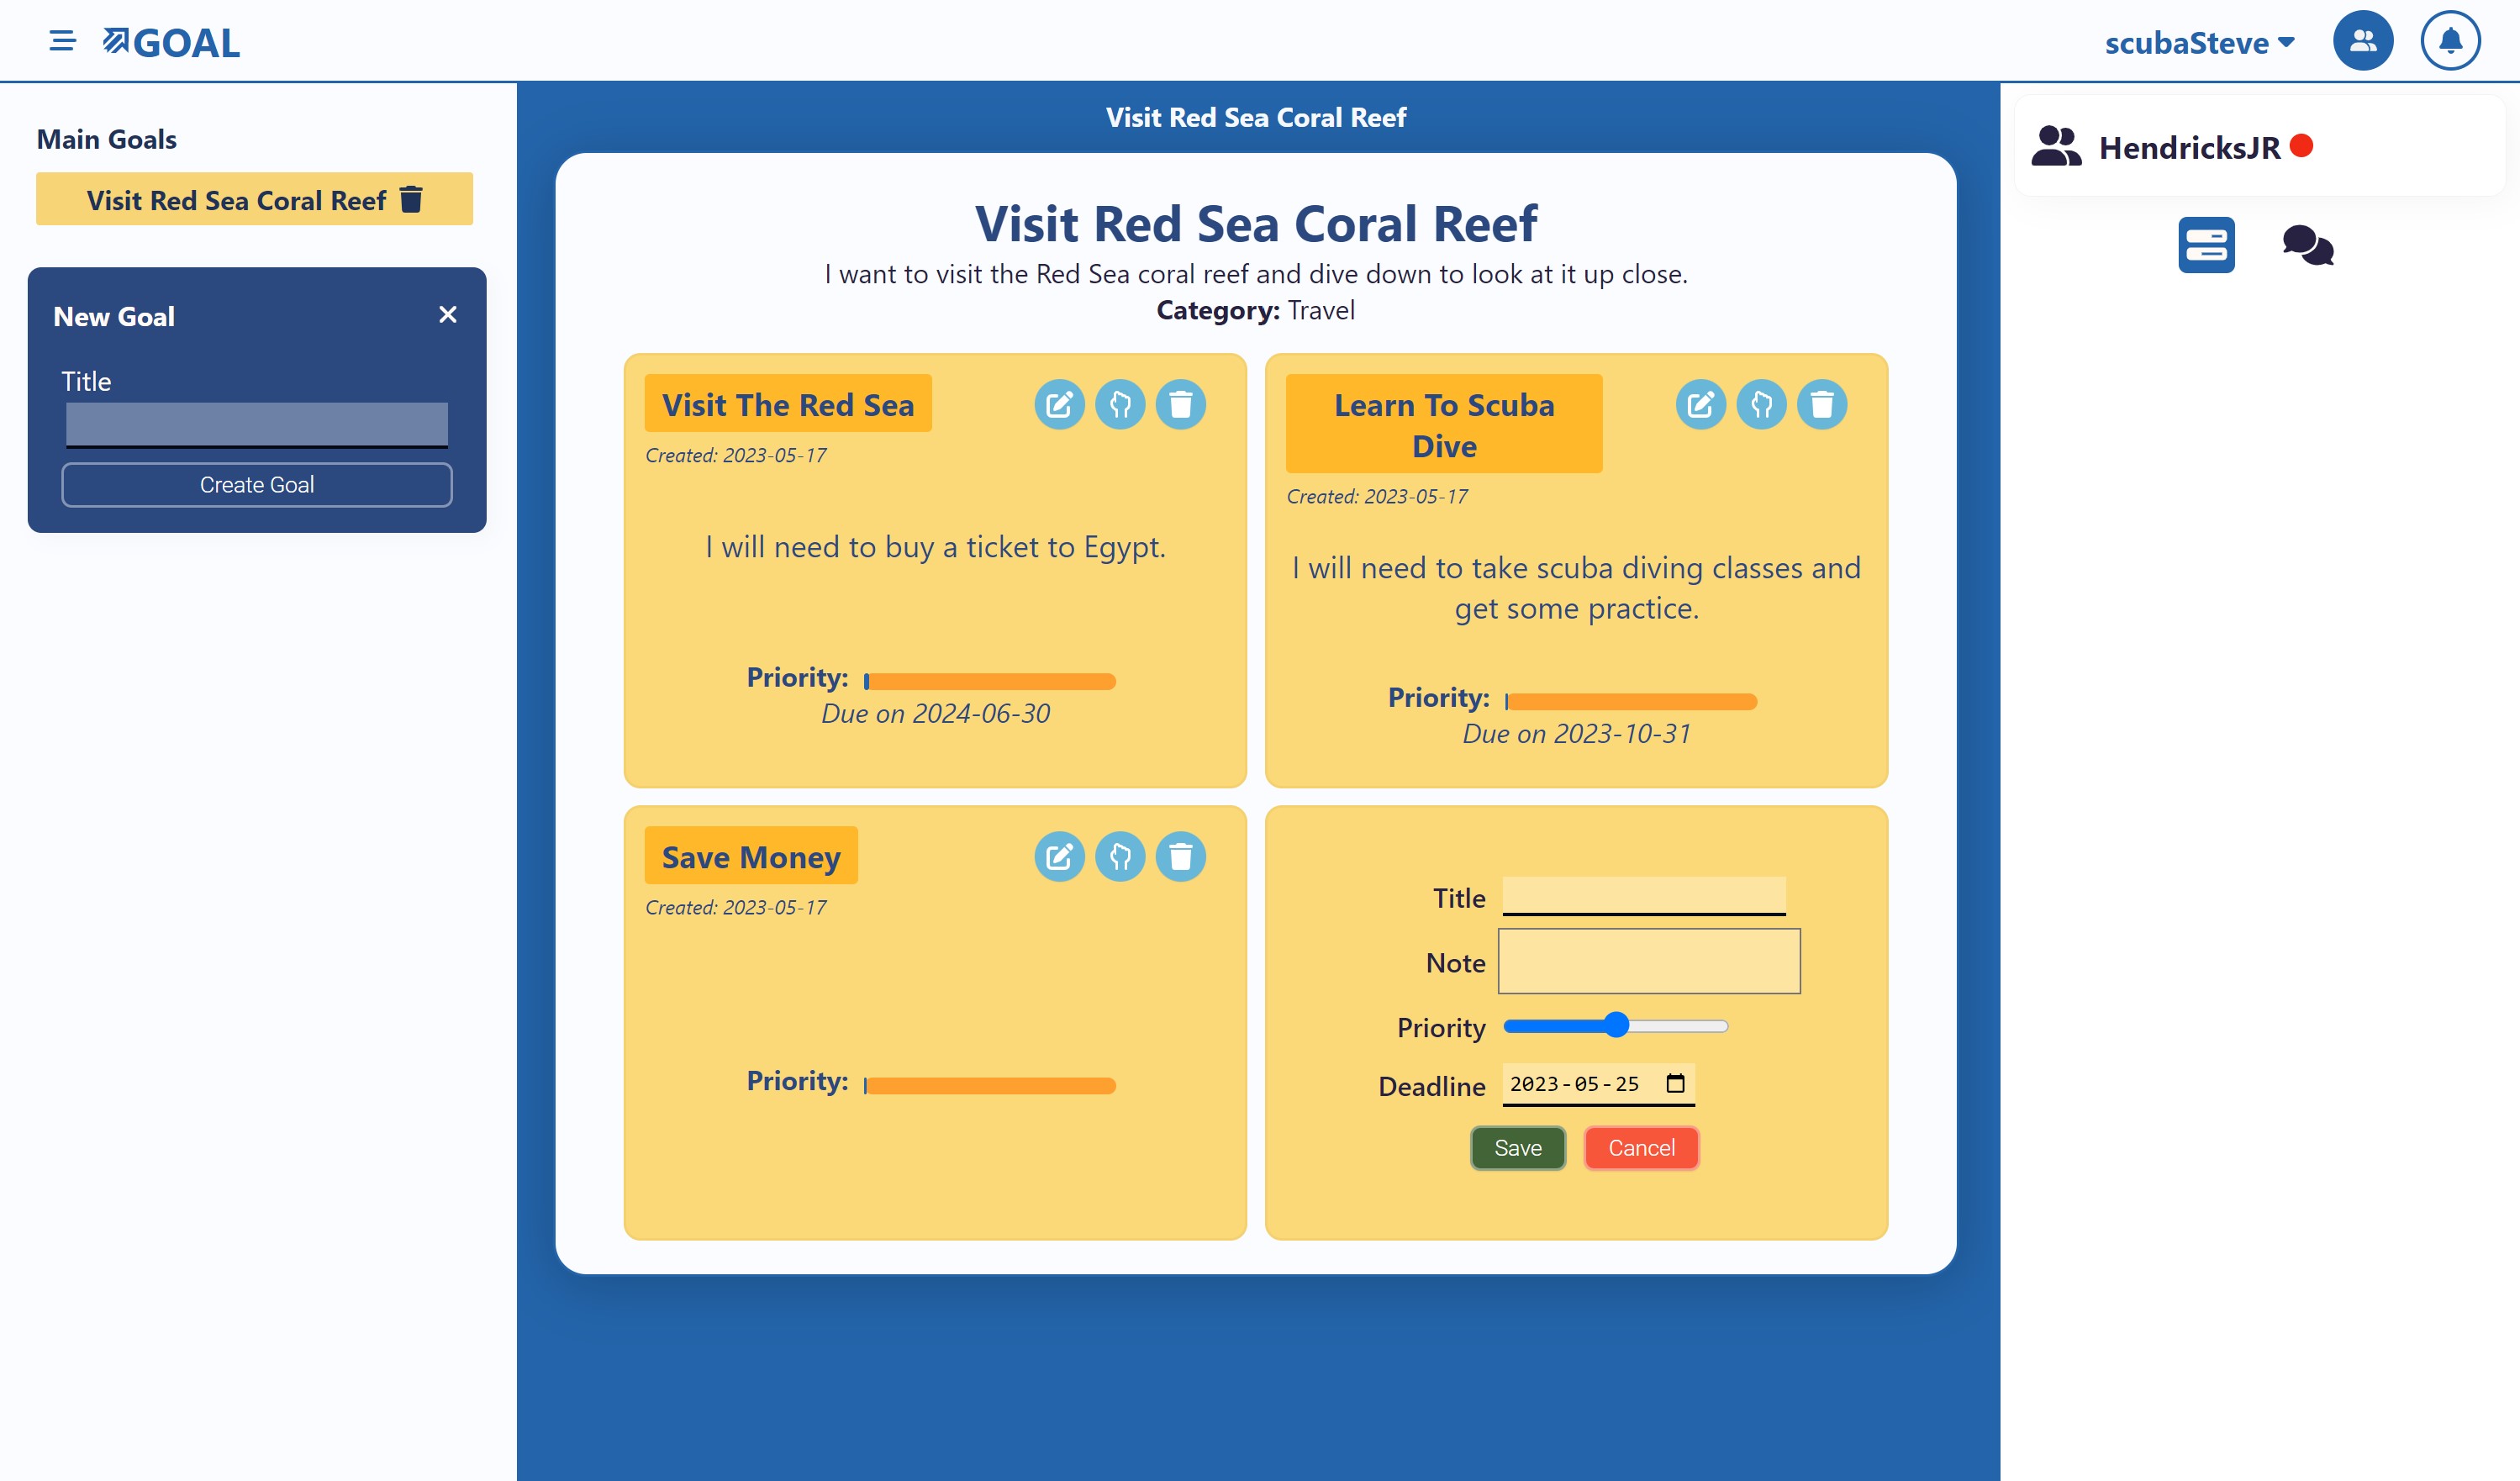 GOAL
scubaSteve
Main Goals
Visit Red Sea Coral Reef
New Goal
Title
Create Goal
Visit Red Sea Coral Reef
Visit Red Sea Coral Reef
I want to visit the Red Sea coral reef and dive down to look at it up close.
Category: Travel
Visit The Red Sea
Created: 2023-05-17
I will need to buy a ticket to Egypt.
Priority:
Due on 2024-06-30
Learn To Scuba
Dive
Created: 2023-05-17
I will need to take scuba diving classes and
get some practice.
Priority:
Due on 2023-10-31
Save Money
Created: 2023-05-17
Priority:
Title
Note
Priority
Deadline 2023-05-25
Save Cancel
HendricksJR